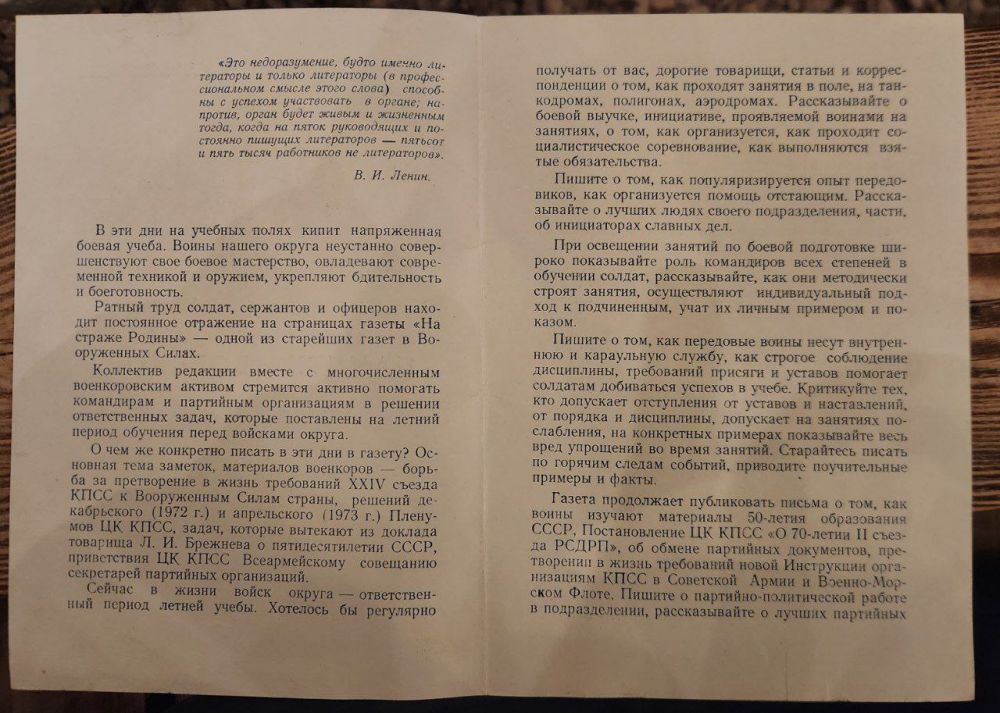 «Это недоразумение, будто именно ли-
тераторы и только литераторы (в профес-
сиональном смысле этого слова) способ-
ны с успехом участвовать в органе; на-
против, орган будет живым и жизненным
тогда, когда на пяток руководящих и по-
стоянно пишущих литераторов — пятьсот
и пять тысяч работников не литераторов».
В. И. Ленин.
В эти дни на учебных полях кипит напряженная
боевая учеба. Воины нашего округа неустанно совер-
шенствуют свое боевое мастерство, овладевают совре-
менной техникой и оружием, укрепляют бдительность
и боеготовность.
Ратный труд солдат, сержантов и офицеров нахо-
дит постоянное отражение на страницах газеты «На
страже Родины» — одной из старейших газет в Во-
оруженных Силах.
Коллектив редакции вместе с многочисленным
военкоровским активом стремится активно помогать
командирам и партийным организациям в решении
ответственных задач, которые поставлены на летний
период обучения перед войсками округа.
О чем же конкретно писать в эти дни в газету? Ос-
новная тема заметок, материалов военкоров — борь-
ба за претворение в жизнь требований XXIV съезда
КПСС к Вооруженным Силам страны, решений де-
кабрьского (1972 г.) и апрельского (1973 г.) Плену-
мов ЦК КПСС, задач, которые вытекают из доклада
товарища Л. И. Брежнева о пятидесятилетии СССР,
приветствия ЦК КПСС Всеармейскому совещанию
секретарей партийных организаций.
Сейчас в жизни войск округа — ответствен-
ный период летней учебы. Хотелось бы регулярно
получать от вас, дорогие товарищи, статьи и коррес-
понденции о том, как проходят занятия в поле, на тан-
кодромах, полигонах, аэродромах. Рассказывайте о
боевой выучке, инициативе, проявляемой воинами на
занятиях, о том, как организуется, как проходит со-
циалистическое соревнование, как выполняются взя-
тые обязательства.
Пишите о том, как популяризируется опыт передо-
виков, как организуется помощь отстающим. Расска-
зывайте о лучших людях своего подразделения, части,
об инициаторах славных дел.
При освещении занятий по боевой подготовке ши-
роко показывайте роль командиров всех степеней в
обучении солдат, рассказывайте, как они методически
строят занятия, осуществляют индивидуальный под-
ход к подчиненным, учат их личным примером и по-
казом.
Пишите о том, как передовые воины несут внутрен-
нюю и караульную службу, как строгое соблюдение
дисциплины, требований присяги и уставов помогает
солдатам добиваться успехов в учебе. Критикуйте тех,
кто допускает отступления от уставов и наставлений,
от порядка и дисциплины, допускает на занятиях по-
слабления, на конкретных примерах показывайте весь
вред упрощений во время занятий. Старайтесь писать
по горячим следам событий, приводите поучительные
примеры и факты.
Газета продолжает публиковать письма о том, как
воины изучают материалы 50-летия образования
СССР, Постановление ЦК КПСС «О 70-летии II съез-
да РСДРП», об обмене партийных документов, пре-
творении в жизнь требований новой Инструкции орга-
низациям КПСС в Советской Армии и Военно-Мор-
ском Флоте. Пишите о партийно-политической работе
в подразделении, рассказывайте о лучших партийных